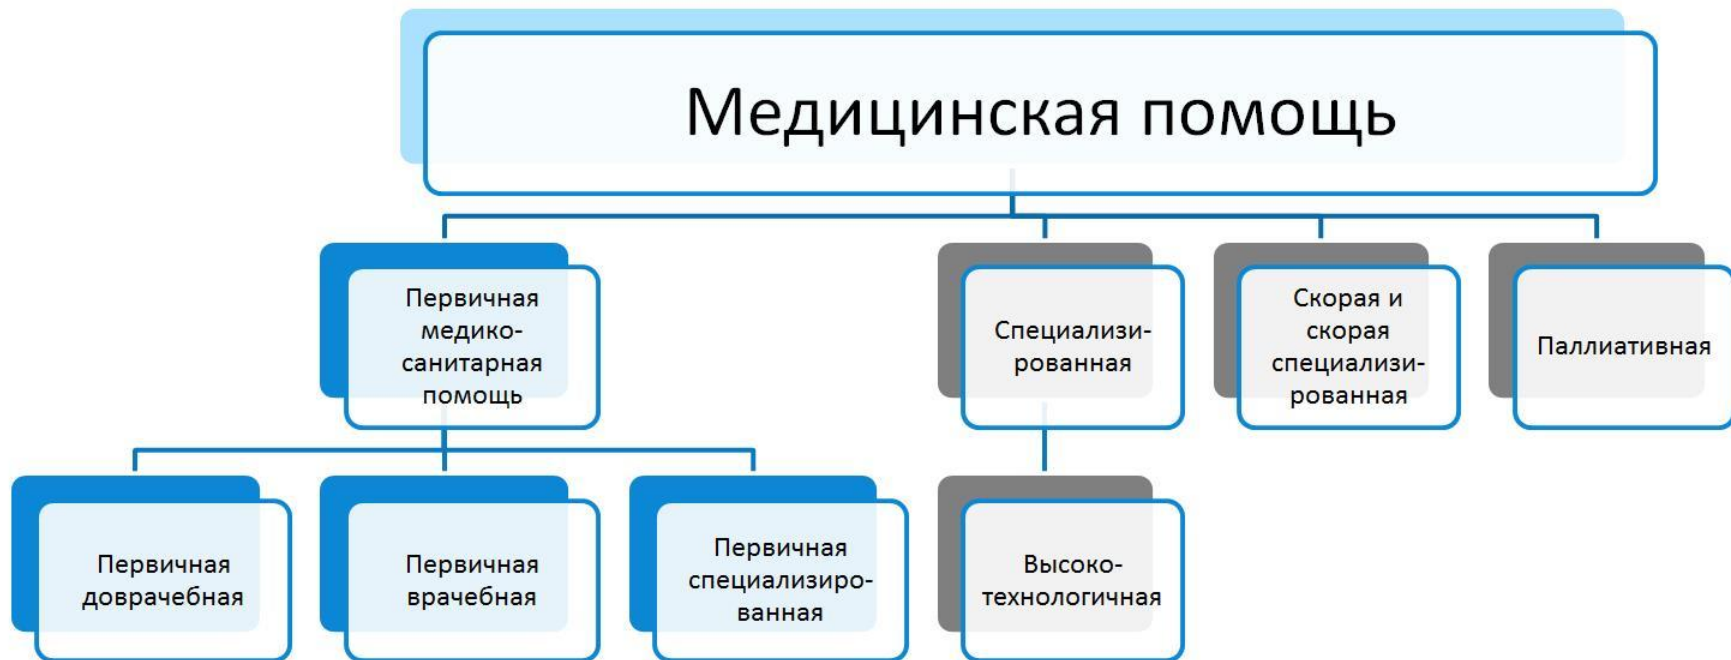 Медицинская помощь
Первичная
медико-
санитарная
помощь
Специализи-
рованная
Скорая и
скорая
специализи-
рованная
Паллиативная
Первичная
доврачебная
Первичная
врачебная
Первичная
специализиро-
ванная
Высоко-
технологичная